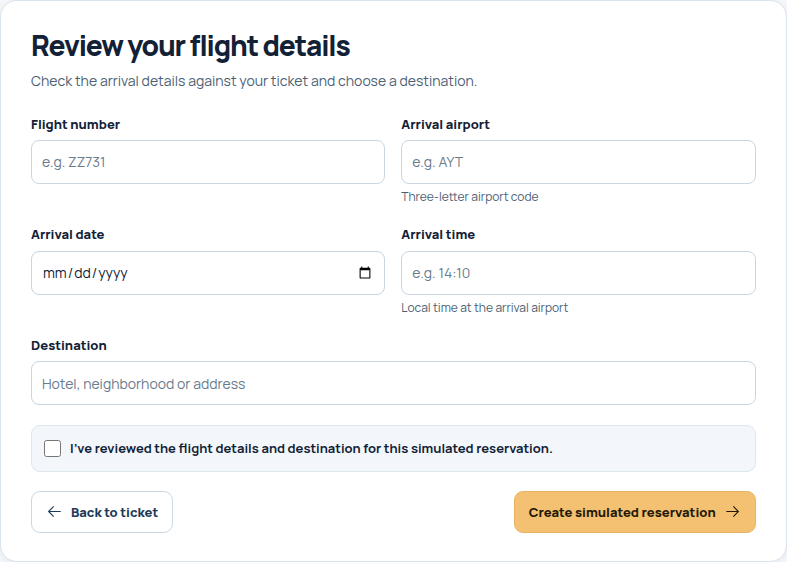 Review your flight details
Check the arrival details against your ticket and choose a destination.
Flight number
Arrival airport
e.g. ZZ731
e.g. AYT
Three-letter airport code
Arrival date
Arrival time
mm/dd/yyyy
e.g. 14:10
Local time at the arrival airport
Destination
Hotel, neighborhood or address
I've reviewed the flight details and destination for this simulated reservation.
← Back to ticket
Create simulated reservation →